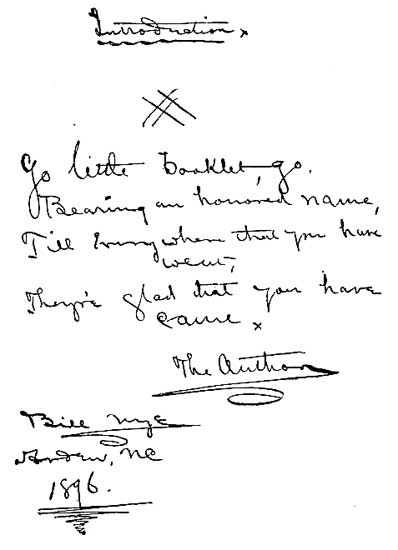 Introduction.
Go little booklet, go.
Bearing an honored name,
Till Everywhere that you have
went,
They're glad that you have
came.
The Author
Bill Nye
Arden, NC
1896.